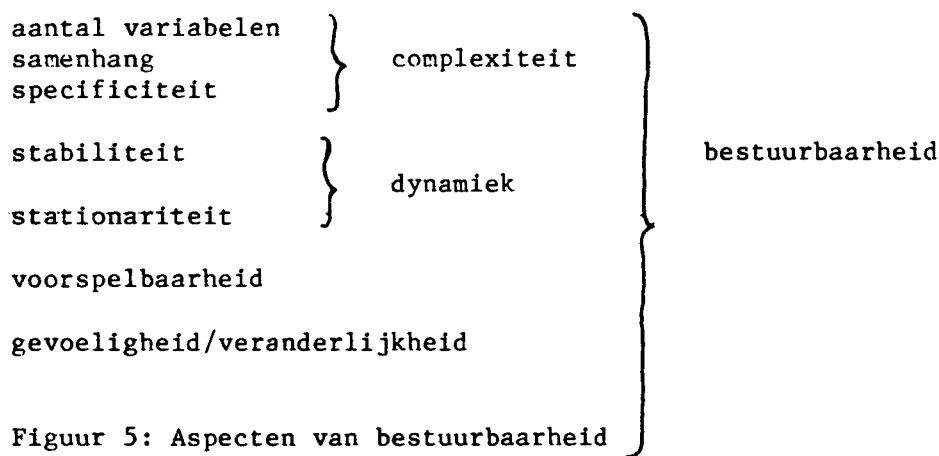 aantal variabelen
samenhang
complexiteit
specificiteit
stabiliteit
bestuurbaarheid
dynamiek
stationariteit
voorspelbaarheid
gevoeligheid/veranderlijkheid
Figuur 5: Aspecten van bestuurbaarheid